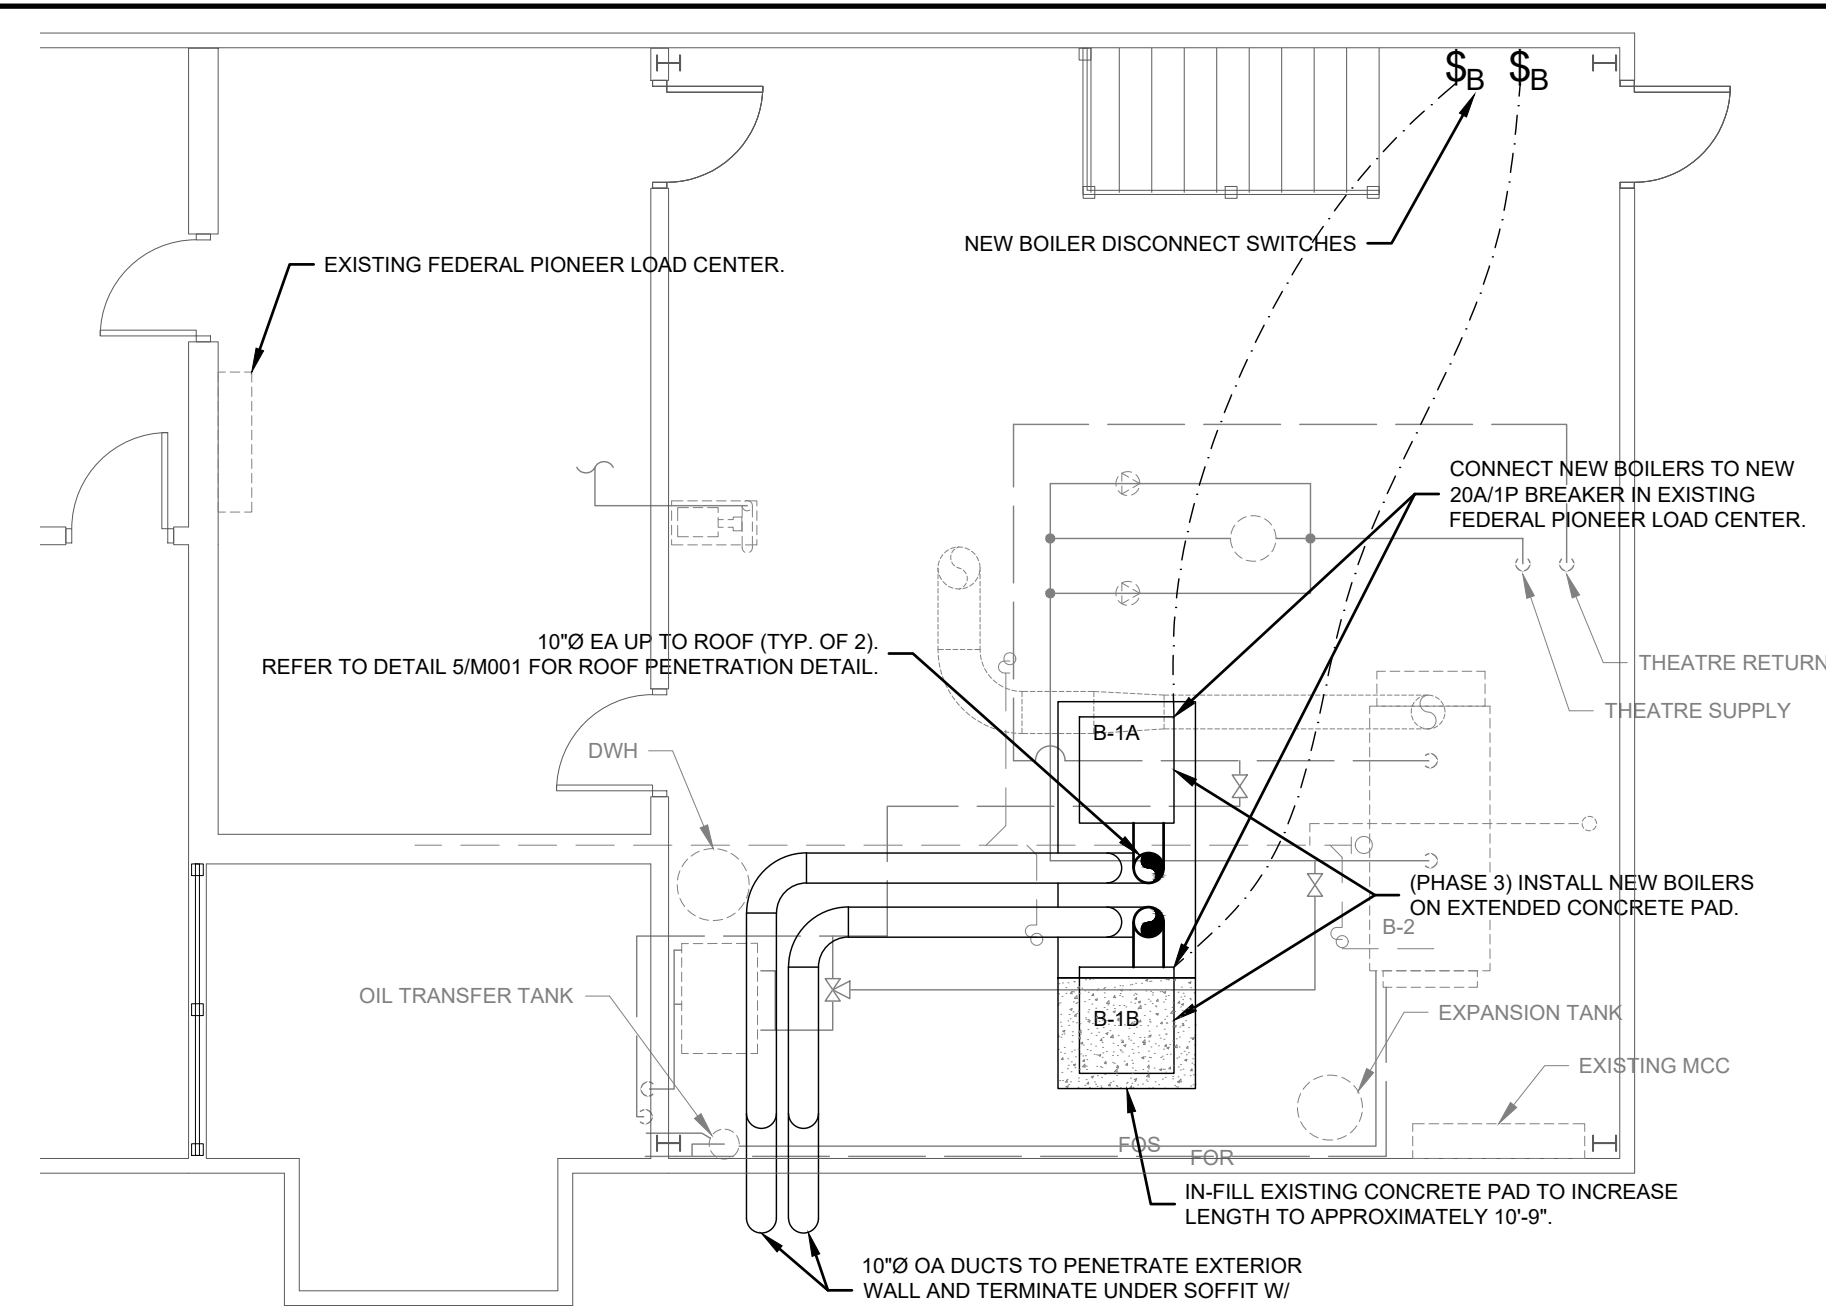 $B $B
NEW BOILER DISCONNECT SWITCHES
EXISTING FEDERAL PIONEER LOAD CENTER.
CONNECT NEW BOILERS TO NEW
20A/1P BREAKER IN EXISTING
FEDERAL PIONEER LOAD CENTER.
10"Ø EA UP TO ROOF (TYP. OF 2).
REFER TO DETAIL 5/M001 FOR ROOF PENETRATION DETAIL.
THEATRE RETURN
THEATRE SUPPLY
B-1A
DWH
(PHASE 3) INSTALL NEW BOILERS
ON EXTENDED CONCRETE PAD.
B-2
OIL TRANSFER TANK
B-1B
EXPANSION TANK
EXISTING MCC
FOS
FOR
IN-FILL EXISTING CONCRETE PAD TO INCREASE
LENGTH TO APPROXIMATELY 10'-9".
10"Ø OA DUCTS TO PENETRATE EXTERIOR
WALL AND TERMINATE UNDER SOFFIT W/